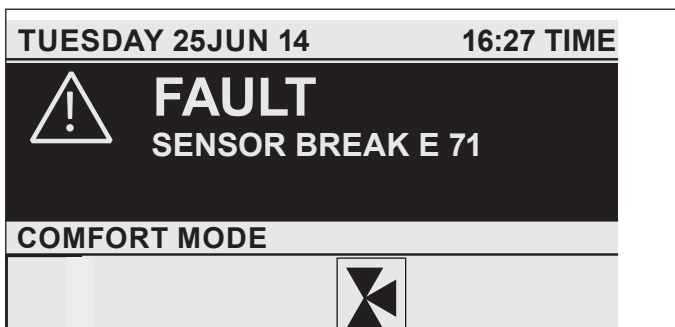 TUESDAY 25JUN 14 16:27 TIME
FAULT
SENSOR BREAK E 71
COMFORT MODE